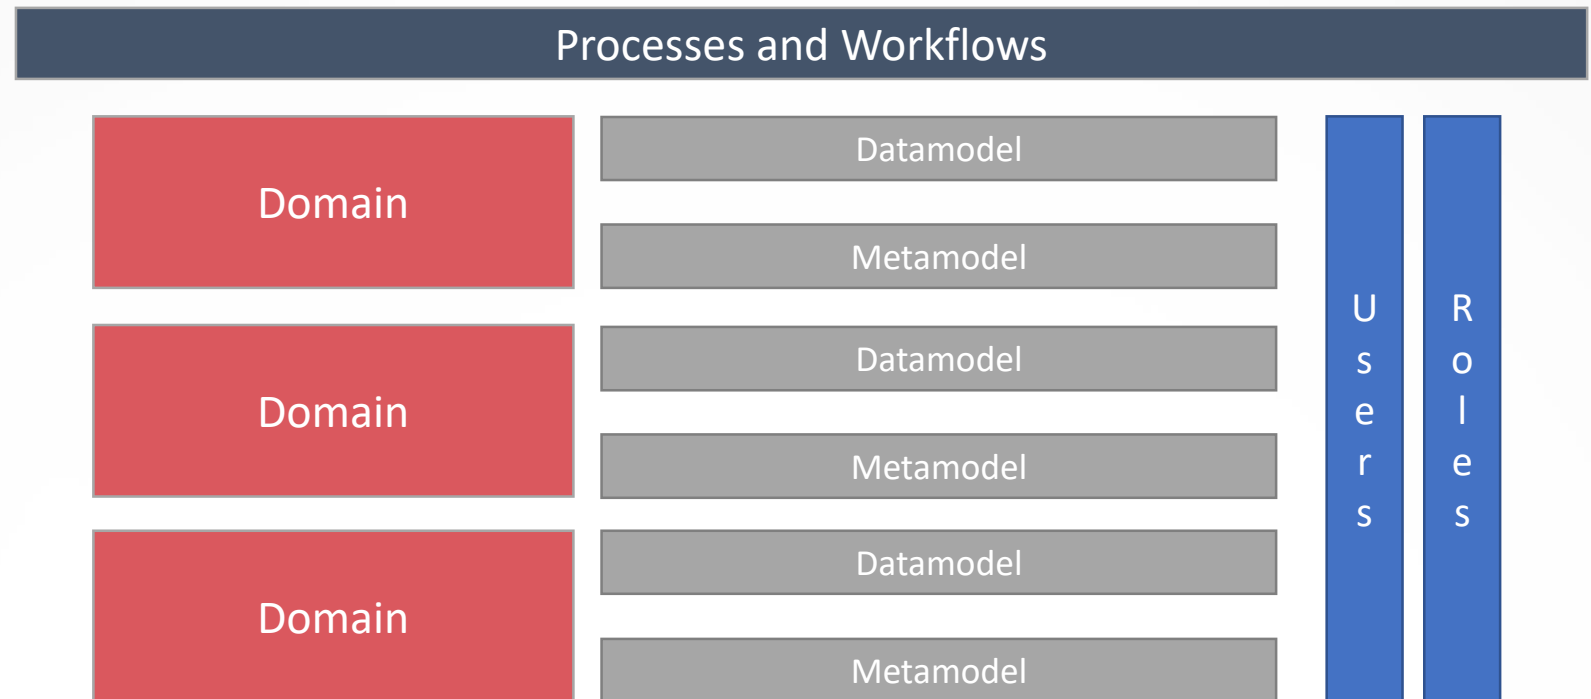 Processes and Workflows
Domain
Datamodel
Metamodel
Domain
Datamodel
Metamodel
Domain
Datamodel
Metamodel
Users
Roles